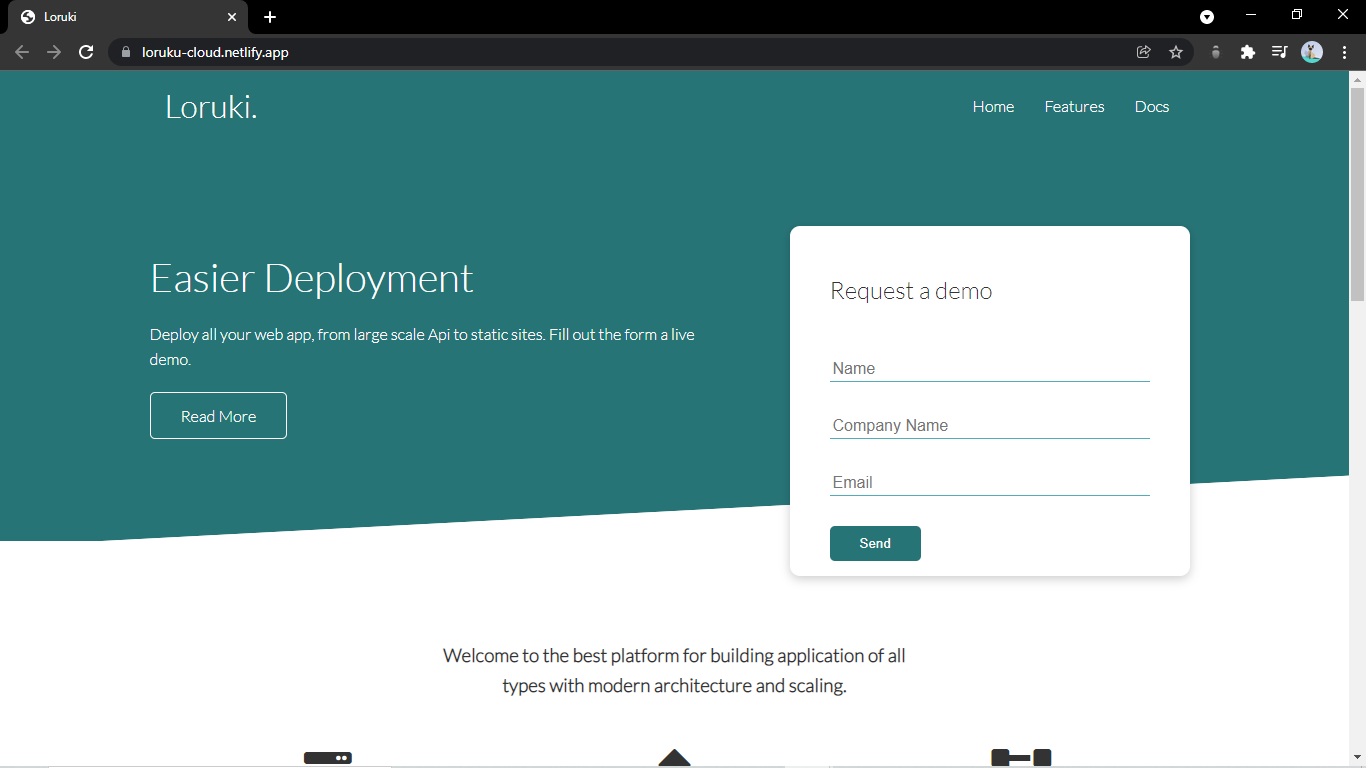 Loruki
loruku-cloud.netlify.app
Loruki.
Home
Features
Docs
Easier Deployment
Deploy all your web app, from large scale Api to static sites. Fill out the form a live
demo.
Read More
Request a demo
Name
Company Name
Email
Send
Welcome to the best platform for building application of all
types with modern architecture and scaling.